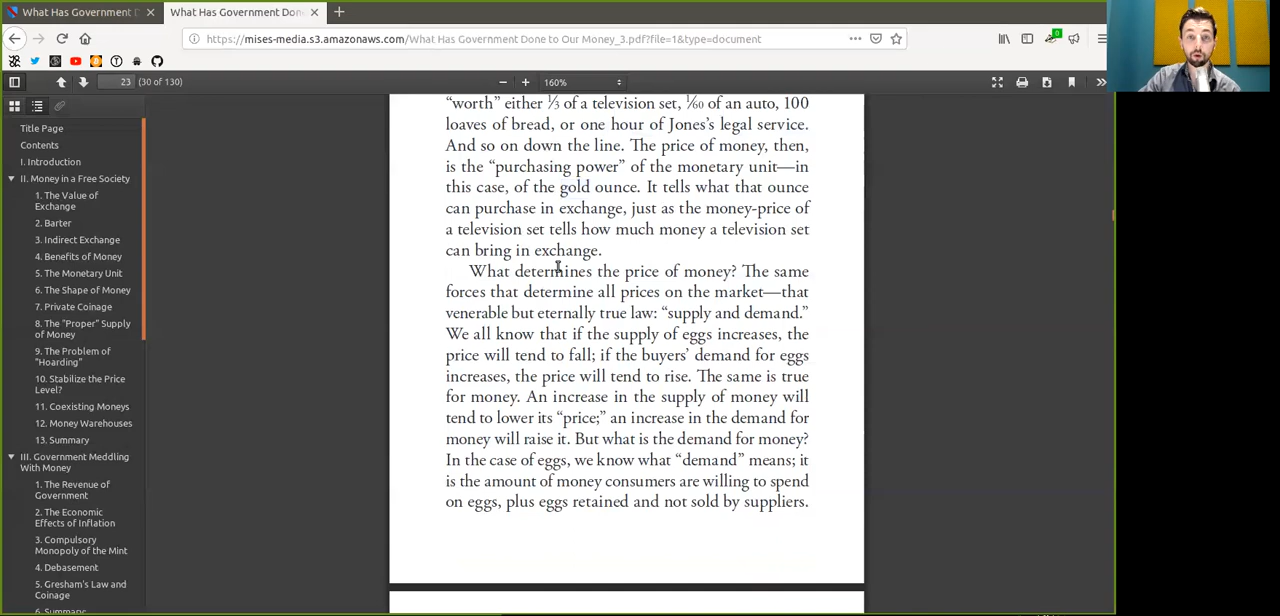 What Has Government D
What Has Government Don
https://mises-media.s3.amazonaws.com/What Has Government Done to Our Money_3.pdf?file=1&type=document
23 (30 of 130)
160%
Title Page
Contents
I. Introduction
II. Money in a Free Society
1. The Value of
Exchange
2. Barter
3. Indirect Exchange
4. Benefits of Money
5. The Monetary Unit
6. The Shape of Money
7. Private Coinage
8. The "Proper" Supply
of Money
9. The Problem of
"Hoarding"
10. Stabilize the Price
Level?
11. Coexisting Moneys
12. Money Warehouses
13. Summary
III. Government Meddling
With Money
1. The Revenue of
Government
2. The Economic
Effects of Inflation
3. Compulsory
Monopoly of the Mint
4. Debasement
5. Gresham's Law and
Coinage
6. Summary
“worth” either ⅓ of a television set, 1⁄60 of an auto, 100
loaves of bread, or one hour of Jones’s legal service.
And so on down the line. The price of money, then,
is the “purchasing power” of the monetary unit—in
this case, of the gold ounce. It tells what that ounce
can purchase in exchange, just as the money-price of
a television set tells how much money a television set
can bring in exchange.
What determines the price of money? The same
forces that determine all prices on the market—that
venerable but eternally true law: “supply and demand.”
We all know that if the supply of eggs increases, the
price will tend to fall; if the buyers’ demand for eggs
increases, the price will tend to rise. The same is true
for money. An increase in the supply of money will
tend to lower its “price;” an increase in the demand for
money will raise it. But what is the demand for money?
In the case of eggs, we know what “demand” means; it
is the amount of money consumers are willing to spend
on eggs, plus eggs retained and not sold by suppliers.